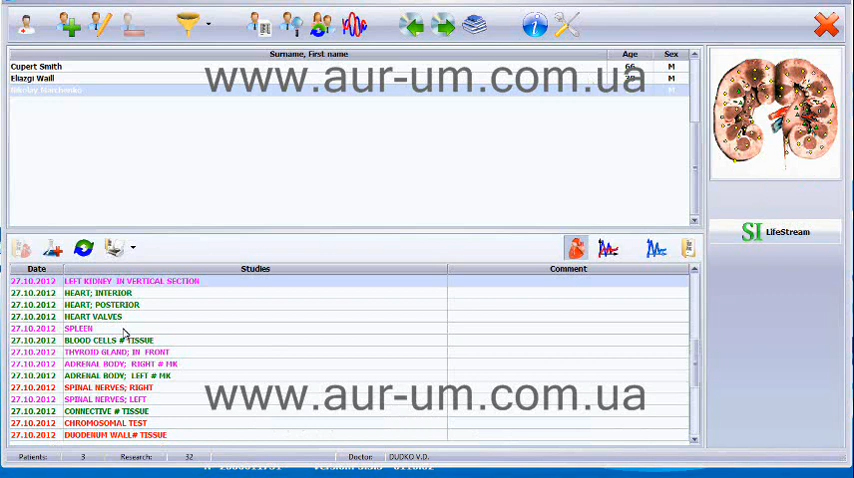 Surname, First name Age Sex
Cupert Smith 66 M
Eliazgi Waill M
Nikolay Marchenko M
www.aur-um.com.ua
SI LifeStream
Date Studies Comment
27.10.2012 LEFT KIDNEY IN VERTICAL SECTION
27.10.2012 HEART; INTERIOR
27.10.2012 HEART; POSTERIOR
27.10.2012 HEART VALVES
27.10.2012 SPLEEN
27.10.2012 BLOOD CELLS # TISSUE
27.10.2012 THYROID GLAND; IN FRONT
27.10.2012 ADRENAL BODY; RIGHT # MK
27.10.2012 ADRENAL BODY; LEFT # MK
27.10.2012 SPINAL NERVES; RIGHT
27.10.2012 SPINAL NERVES; LEFT
www.aur-um.com.ua
27.10.2012 CONNECTIVE # TISSUE
27.10.2012 CHROMOSOMAL TEST
27.10.2012 DUODENUM WALL# TISSUE
Patients: 3 Research: 32 Doctor: DUDKO V.D.